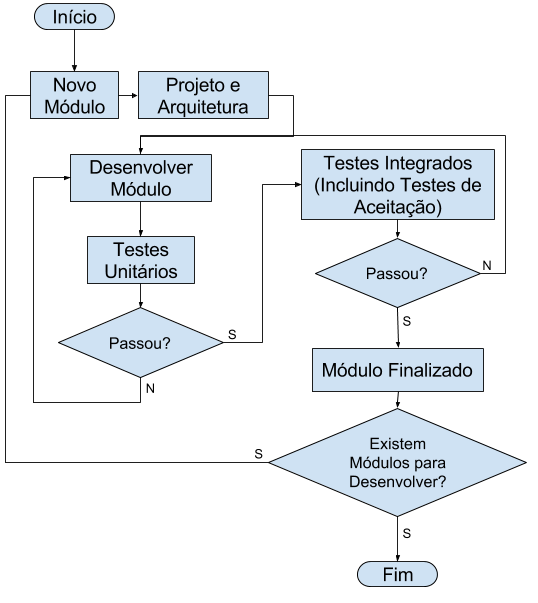 Início
Novo
Módulo
Projeto e
Arquitetura
Desenvolver
Módulo
Testes
Unitários
Passou?
S
N
Testes Integrados
(Incluindo Testes de
Aceitação)
Passou?
N
S
Módulo Finalizado
Existem
Módulos para
Desenvolver?
S
S
Fim